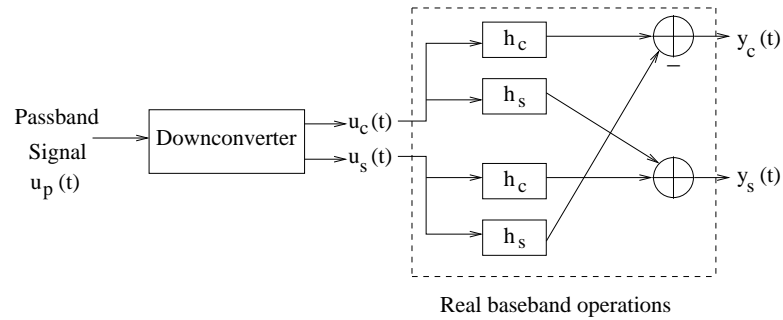 Passband
Signal
u_p (t)
Downconverter
u_c (t)
u_s (t)
h_c
h_s
h_c
h_s
−
y_c (t)
y_s (t)
Real baseband operations